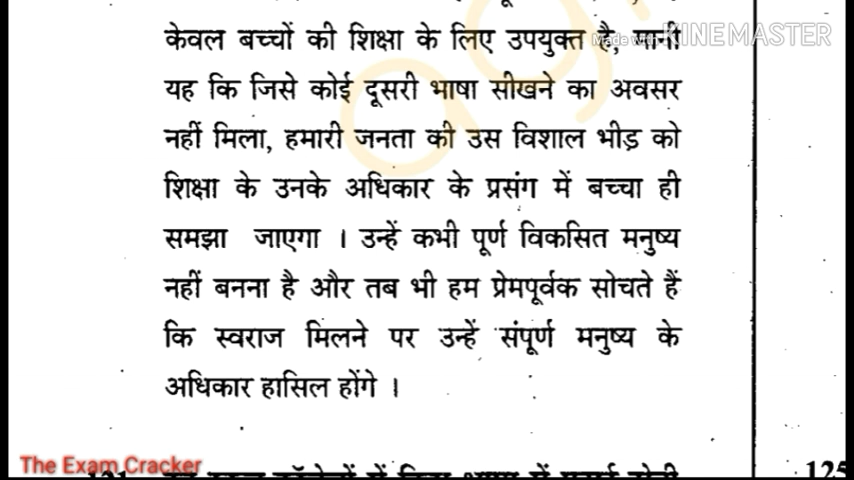 केवल बच्चों की शिक्षा के लिए उपयुक्त है, मानी
Made with KINEMASTER
यह कि जिसे कोई दूसरी भाषा सीखने का अवसर
नहीं मिला, हमारी जनता की उस विशाल भीड़ को
शिक्षा के उनके अधिकार के प्रसंग में बच्चा ही
समझा जाएगा । उन्हें कभी पूर्ण विकसित मनुष्य
नहीं बनना है और तब भी हम प्रेमपूर्वक सोचते हैं
कि स्वराज मिलने पर उन्हें संपूर्ण मनुष्य के
अधिकार हासिल होंगे ।
The Exam Cracker
125